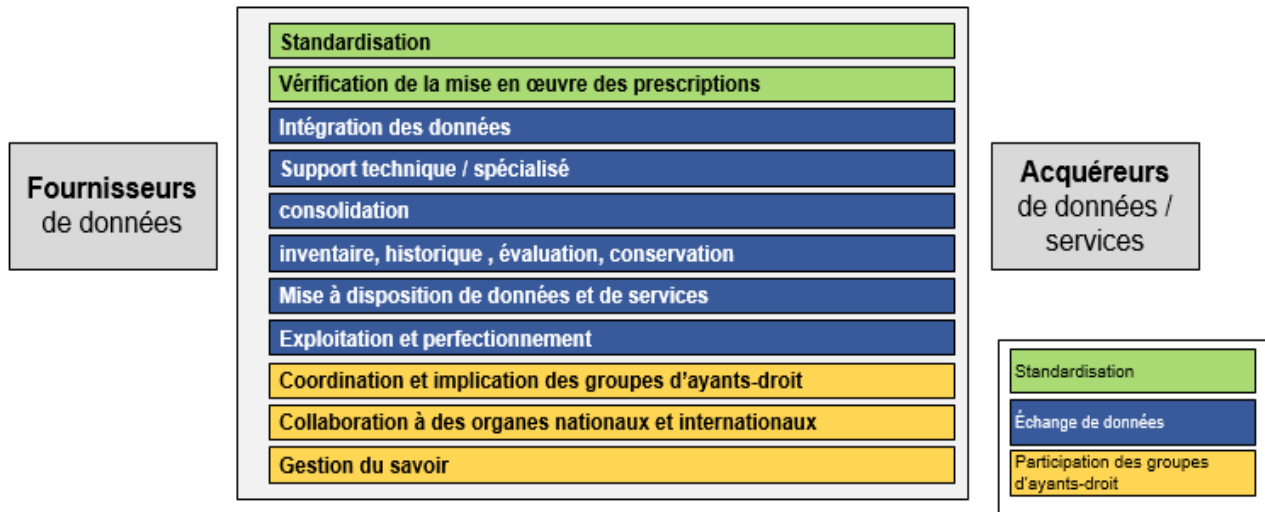 Standardisation
Vérification de la mise en œuvre des prescriptions
Intégration des données
Support technique / spécialisé
consolidation
inventaire, historique , évaluation, conservation
Mise à disposition de données et de services
Exploitation et perfectionnement
Coordination et implication des groupes d'ayants-droit
Collaboration à des organes nationaux et internationaux
Gestion du savoir
Fournisseurs
de données
Acquéreurs
de données /
services
Standardisation
Échange de données
Participation des groupes
d'ayants-droit